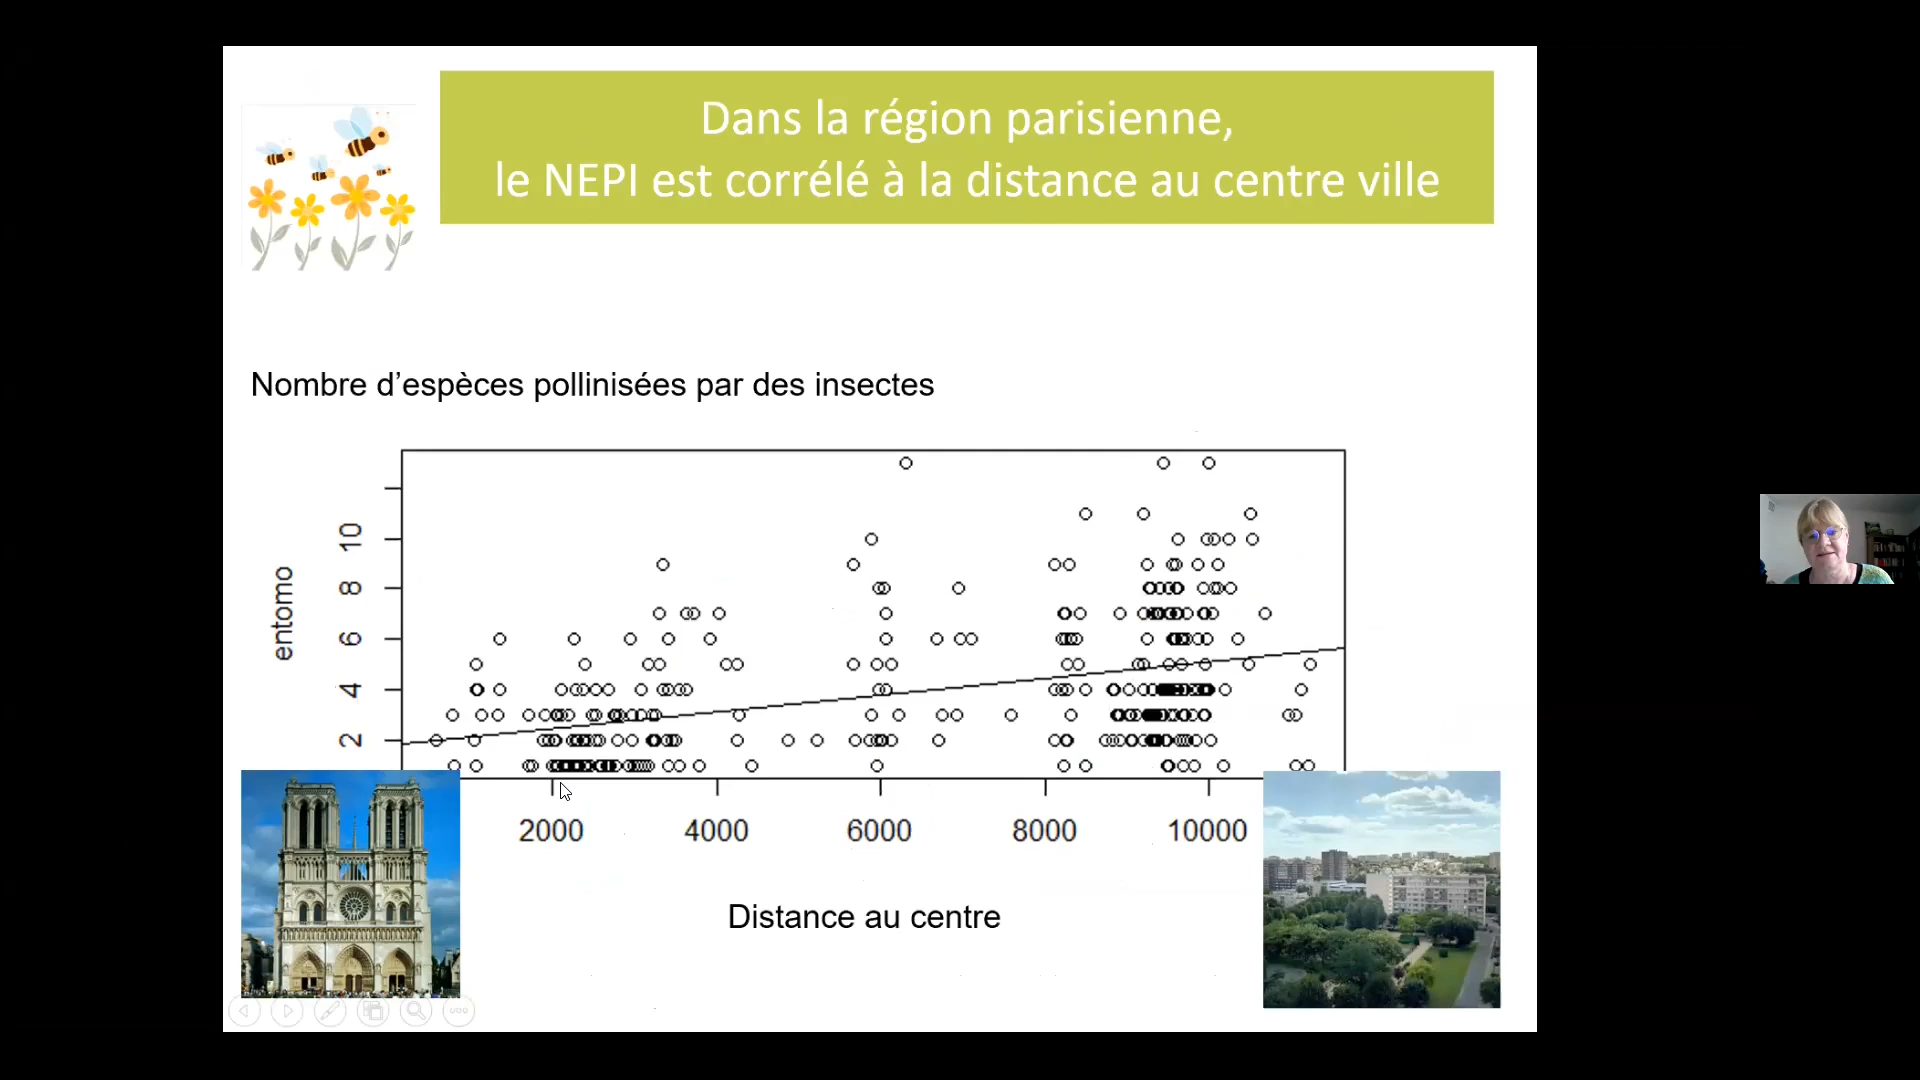 Dans la région parisienne,
le NEPI est corrélé à la distance au centre ville
Nombre d’espèces pollinisées par des insectes
entomo
10
8
6
4
2
2000 4000 6000 8000 10000
Distance au centre